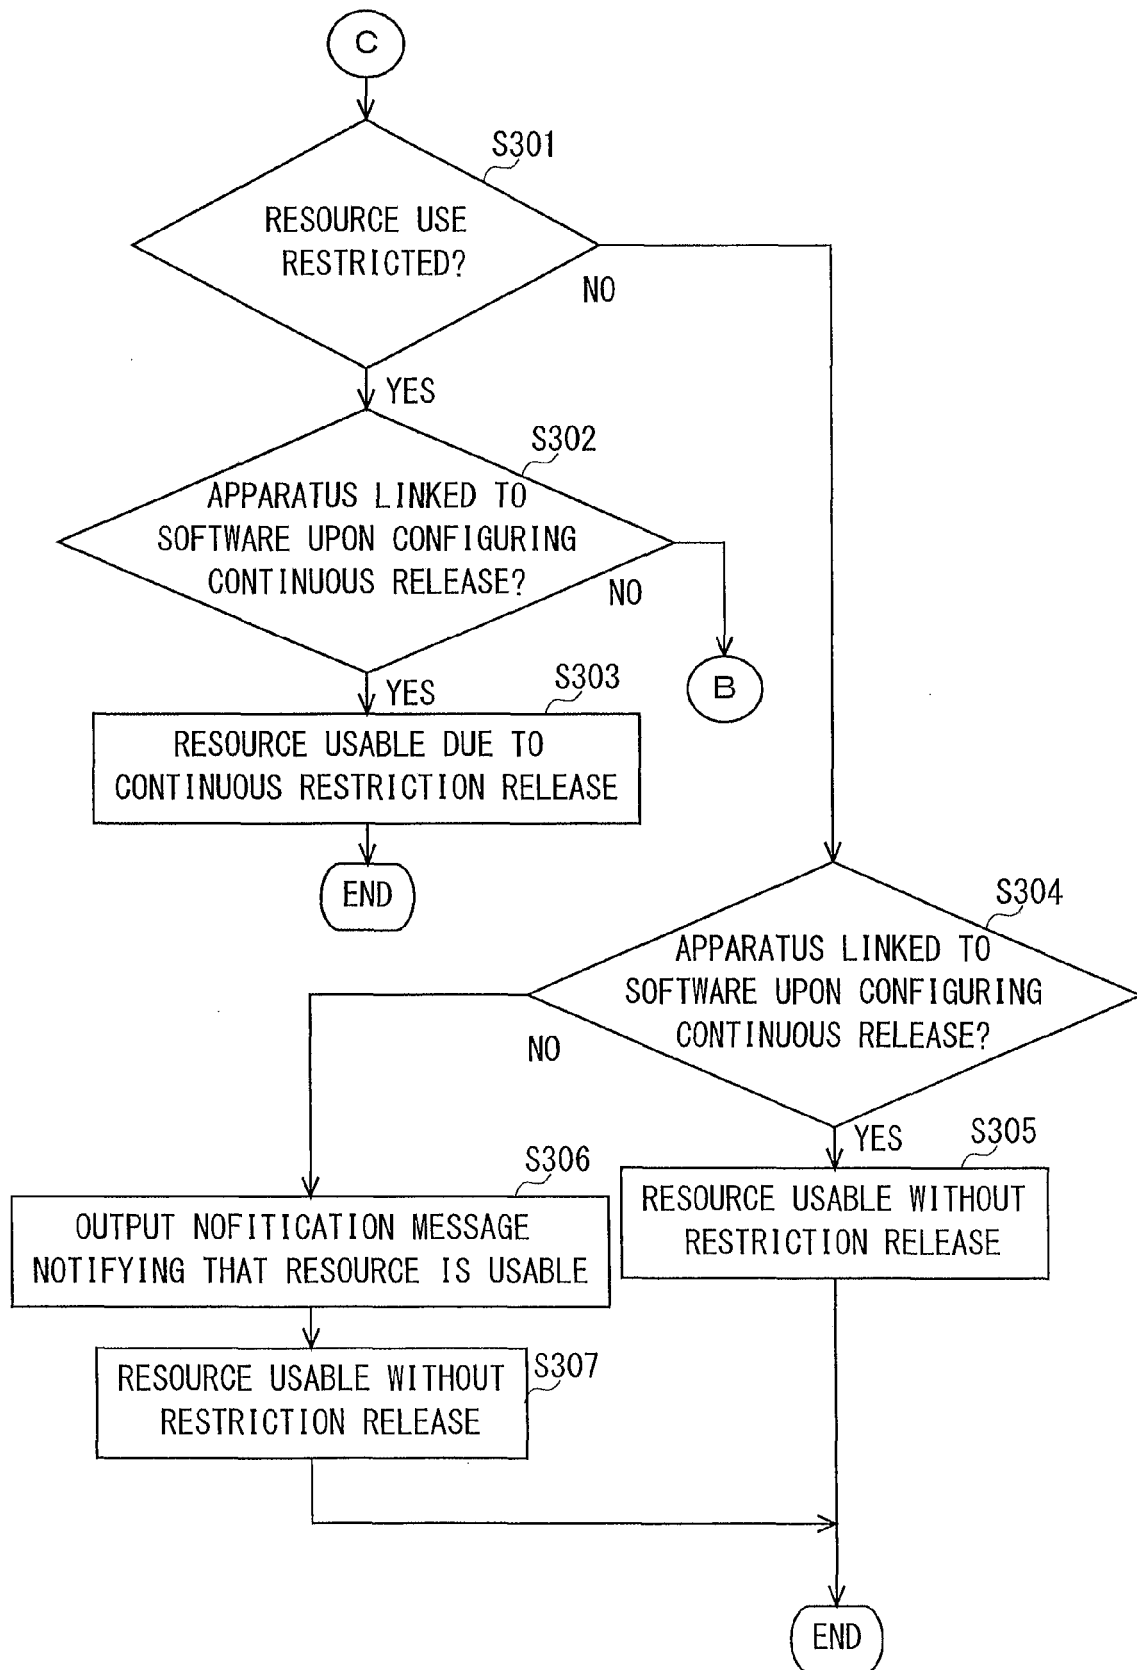 C
S301
RESOURCE USE
RESTRICTED?
NO
YES
S302
APPARATUS LINKED TO
SOFTWARE UPON CONFIGURING
CONTINUOUS RELEASE?
NO
B
YES
S303
RESOURCE USABLE DUE TO
CONTINUOUS RESTRICTION RELEASE
END
S304
APPARATUS LINKED TO
SOFTWARE UPON CONFIGURING
CONTINUOUS RELEASE?
NO
YES
S305
RESOURCE USABLE WITHOUT
RESTRICTION RELEASE
S306
OUTPUT NOFITICATION MESSAGE
NOTIFYING THAT RESOURCE IS USABLE
S307
RESOURCE USABLE WITHOUT
RESTRICTION RELEASE
END